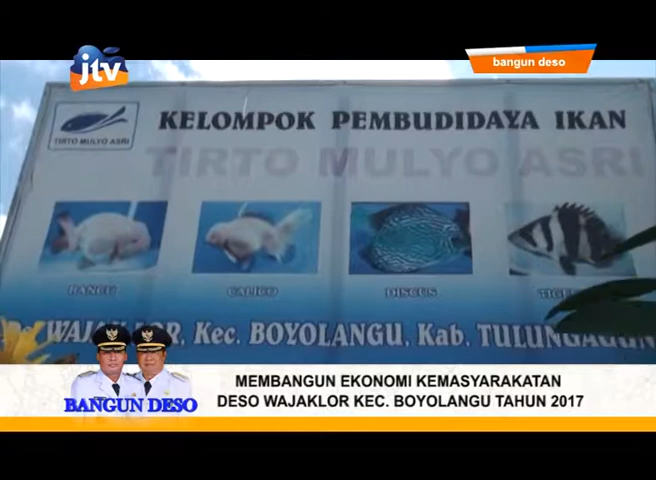 jtv
bangun deso
KELOMPOK PEMBUDIDAYA IKAN
TIRTO MULYO ASRI
TIRTO MULYO ASRI
RANCU
CALICO
DISCUS
WAJAKLOR, Kec. BOYOLANGU, Kab. TULUNGAGUNG
BANGUN DESO
MEMBANGUN EKONOMI KEMASYARAKATAN
DESO WAJAKLOR KEC. BOYOLANGU TAHUN 2017